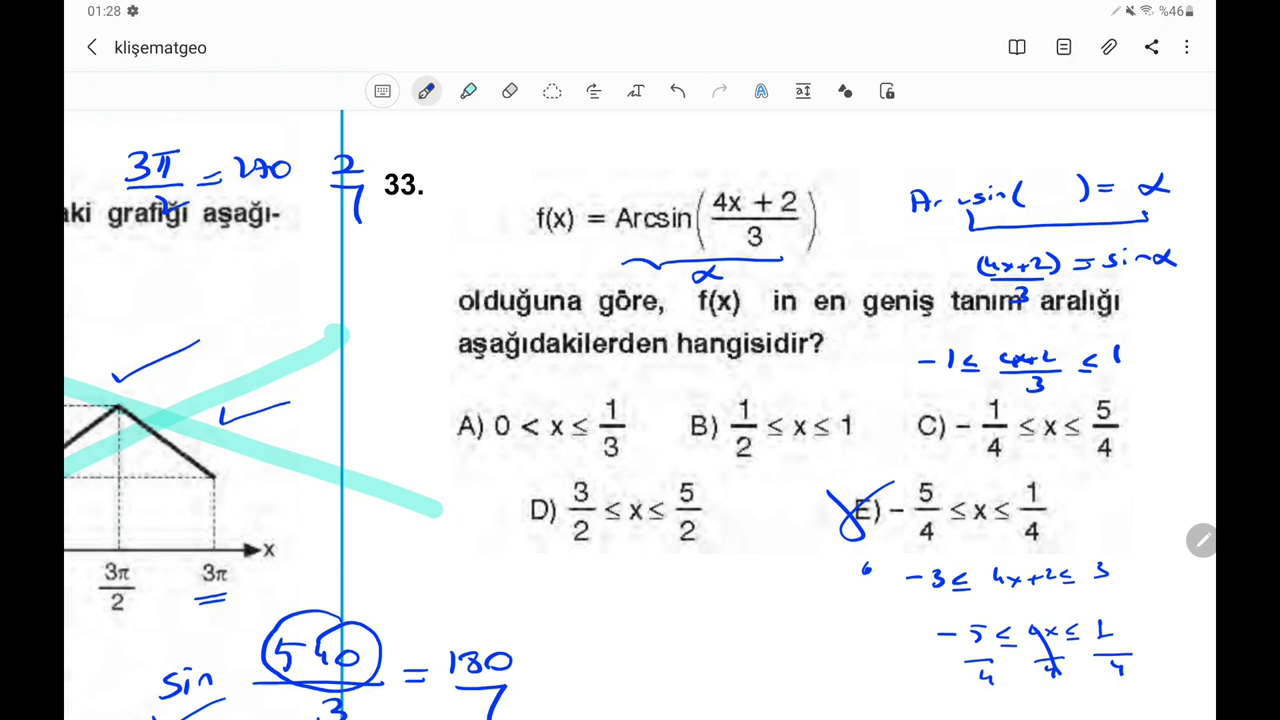 01:28 %46
klişematgeo
3π/2 = 270 2/7
aki grafiği aşağı-
33.
f(x) = Arcsin((4x + 2)/3)
α
Arcsin( ) = α
(4x+2)/3 = sinα
olduğuna göre, f(x) in en geniş tanım aralığı
aşağıdakilerden hangisidir?
-1 ≤ (4x+2)/3 ≤ 1
A) 0 < x ≤ 1/3 B) 1/2 ≤ x ≤ 1 C) - 1/4 ≤ x ≤ 5/4
D) 3/2 ≤ x ≤ 5/2 E) - 5/4 ≤ x ≤ 1/4
x
3π/2 3π
-3 ≤ 4x+2 ≤ 3
-5/4 ≤ 4x/4 ≤ 1/4
sin 540/3 = 180